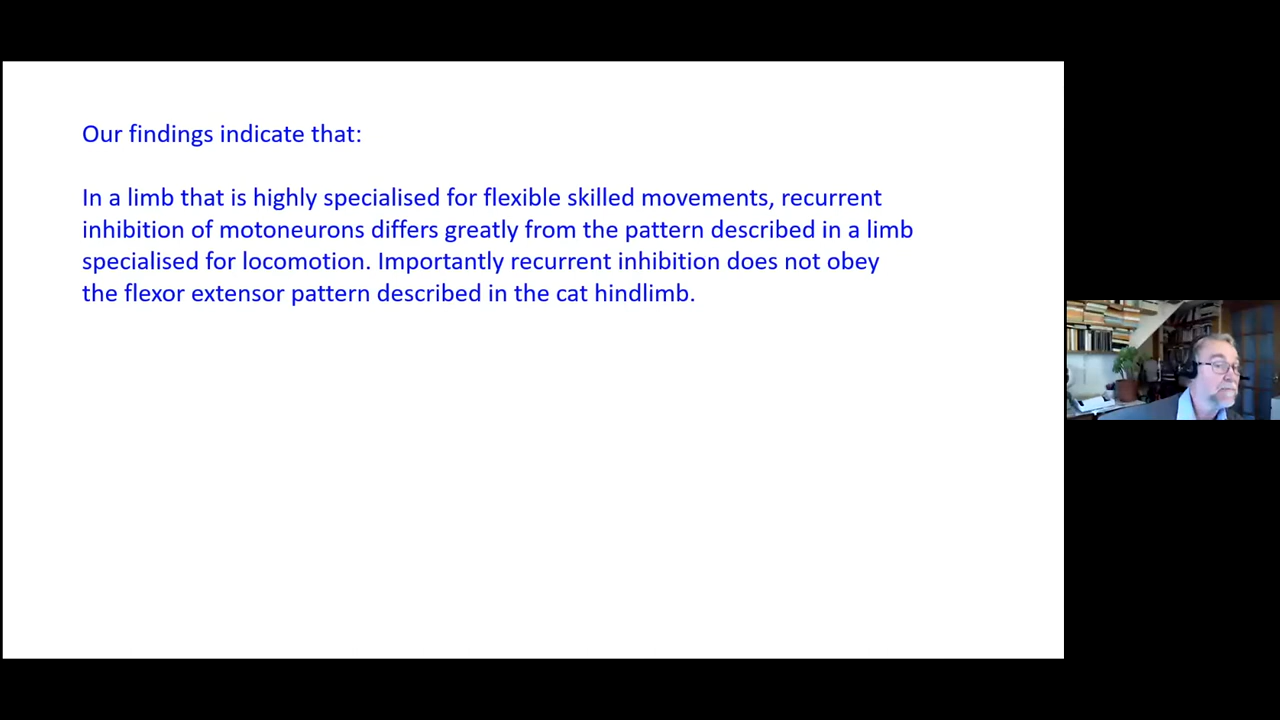 Our findings indicate that:
In a limb that is highly specialised for flexible skilled movements, recurrent
inhibition of motoneurons differs greatly from the pattern described in a limb
specialised for locomotion. Importantly recurrent inhibition does not obey
the flexor extensor pattern described in the cat hindlimb.